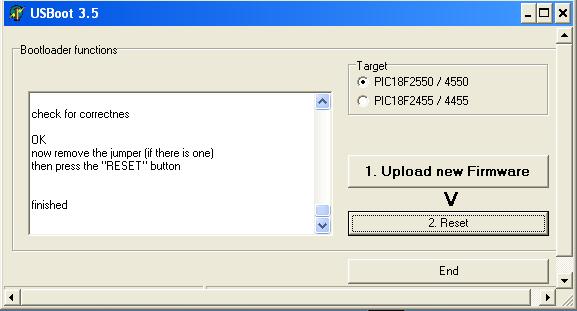 USBoot 3.5
Bootloader functions
Target
PIC18F2550 / 4550
PIC18F2455 / 4455
check for correctnes
OK
now remove the jumper (if there is one)
then press the "RESET" button
finished
1. Upload new Firmware
V
2. Reset
End